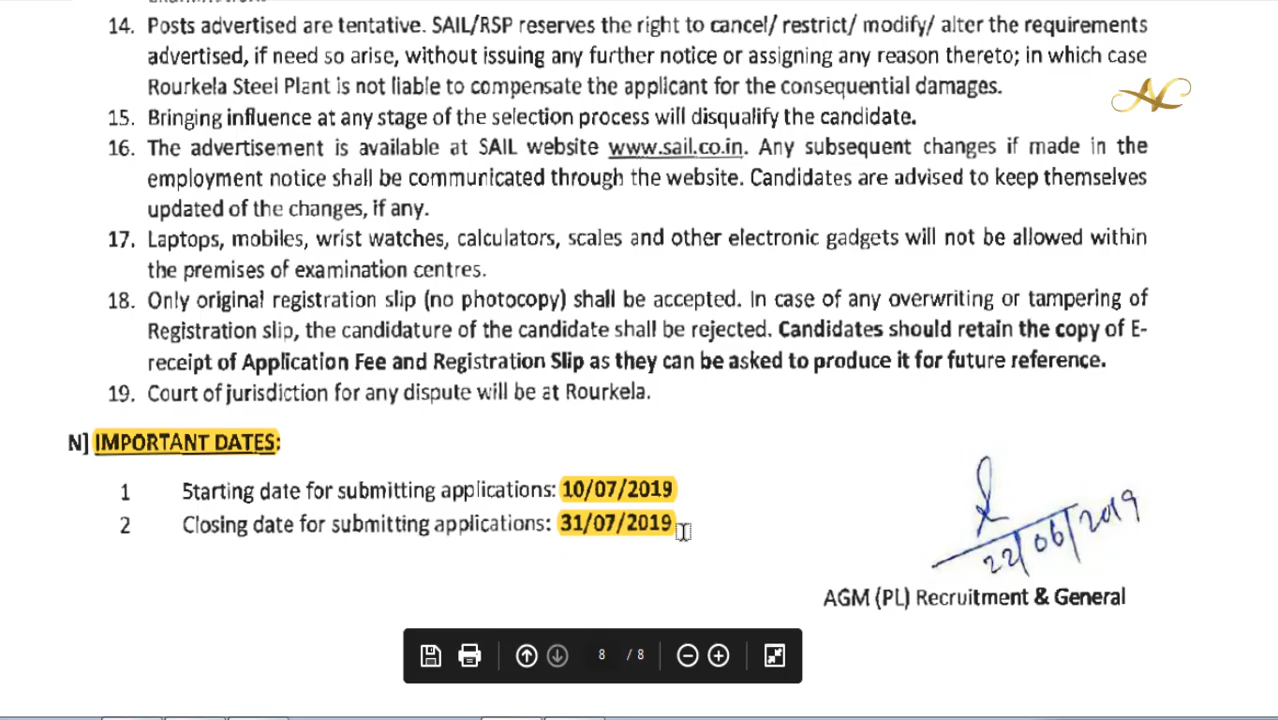 14. Posts advertised are tentative. SAIL/RSP reserves the right to cancel/ restrict/ modify/ alter the requirements
advertised, if need so arise, without issuing any further notice or assigning any reason thereto; in which case
Rourkela Steel Plant is not liable to compensate the applicant for the consequential damages.
AC
15. Bringing influence at any stage of the selection process will disqualify the candidate.
16. The advertisement is available at SAIL website www.sail.co.in. Any subsequent changes if made in the
employment notice shall be communicated through the website. Candidates are advised to keep themselves
updated of the changes, if any.
17. Laptops, mobiles, wrist watches, calculators, scales and other electronic gadgets will not be allowed within
the premises of examination centres.
18. Only original registration slip (no photocopy) shall be accepted. In case of any overwriting or tampering of
Registration slip, the candidature of the candidate shall be rejected. Candidates should retain the copy of E-
receipt of Application Fee and Registration Slip as they can be asked to produce it for future reference.
19. Court of jurisdiction for any dispute will be at Rourkela.
N] IMPORTANT DATES:
1 Starting date for submitting applications: 10/07/2019
2 Closing date for submitting applications: 31/07/2019
22/06/2019
AGM (PL) Recruitment & General
8 / 8